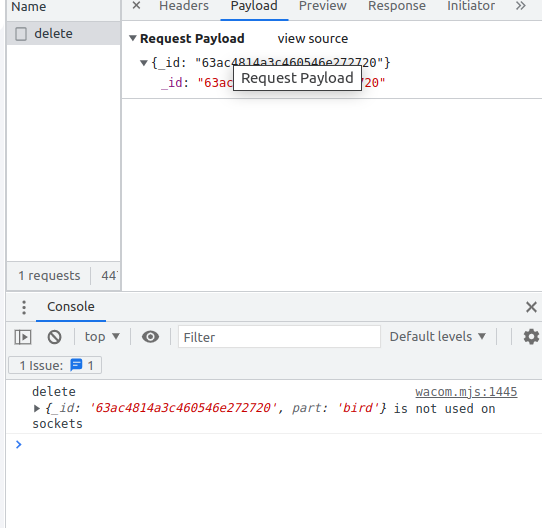 Name
Headers Payload Preview Response Initiator
delete
Request Payload view source
{_id: "63ac4814a3c460546e272720"}
Request Payload
_id: "63ac 20"
1 requests 44
Console
top Filter Default levels
1 Issue: 1
delete wacom.mjs:1445
{_id: '63ac4814a3c460546e272720', part: 'bird'} is not used on
sockets